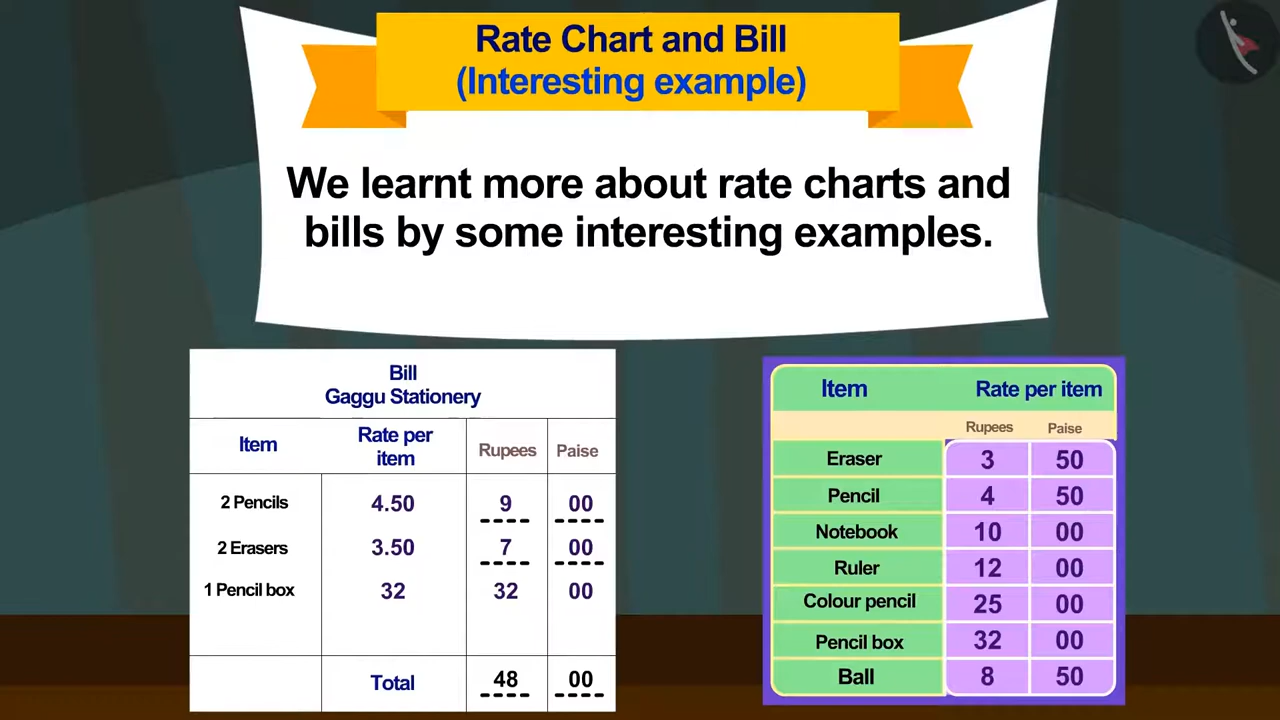 Rate Chart and Bill
(Interesting example)
We learnt more about rate charts and
bills by some interesting examples.
Bill
Gaggu Stationery
Item Rate per item Rupees Paise
2 Pencils 4.50 9 00
2 Erasers 3.50 7 00
1 Pencil box 32 32 00
Total 48 00
Item Rate per item
Rupees Paise
Eraser 3 50
Pencil 4 50
Notebook 10 00
Ruler 12 00
Colour pencil 25 00
Pencil box 32 00
Ball 8 50